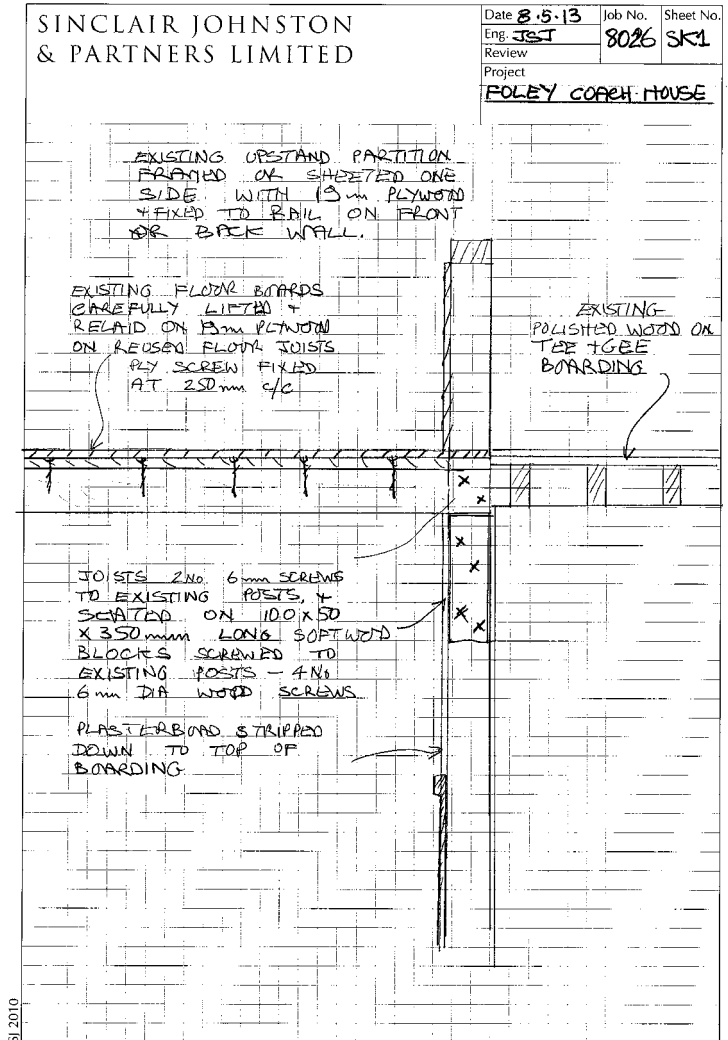 SINCLAIR JOHNSTON
& PARTNERS LIMITED
Date 8.5.13
Job No.
Sheet No.
Eng. JSJ
8026
SK1
Review
Project
FOLEY COACH HOUSE
EXISTING UPSTAND PARTITION
FRAMED OR SHEETED ONE
SIDE WITH 19mm PLYWOOD
+ FIXED TO RAIL ON FRONT
OR BACK WALL.
EXISTING FLOOR BOARDS
CAREFULLY LIFTED +
RELAID ON 19mm PLYWOOD
ON REUSED FLOOR JOISTS
PLY SCREW FIXED
AT 250mm c/c
EXISTING
POLISHED WOOD ON
TEE + GEE
BOARDING
JOISTS 2No 6mm SCREWS
TO EXISTING POSTS, +
SEATED ON 100 x 50
x 350mm LONG SOFTWOOD
BLOCKS SCREWED TO
EXISTING POSTS - 4No
6mm DIA WOOD SCREWS
PLASTERBOARD STRIPPED
DOWN TO TOP OF
BOARDING
SJ 2010